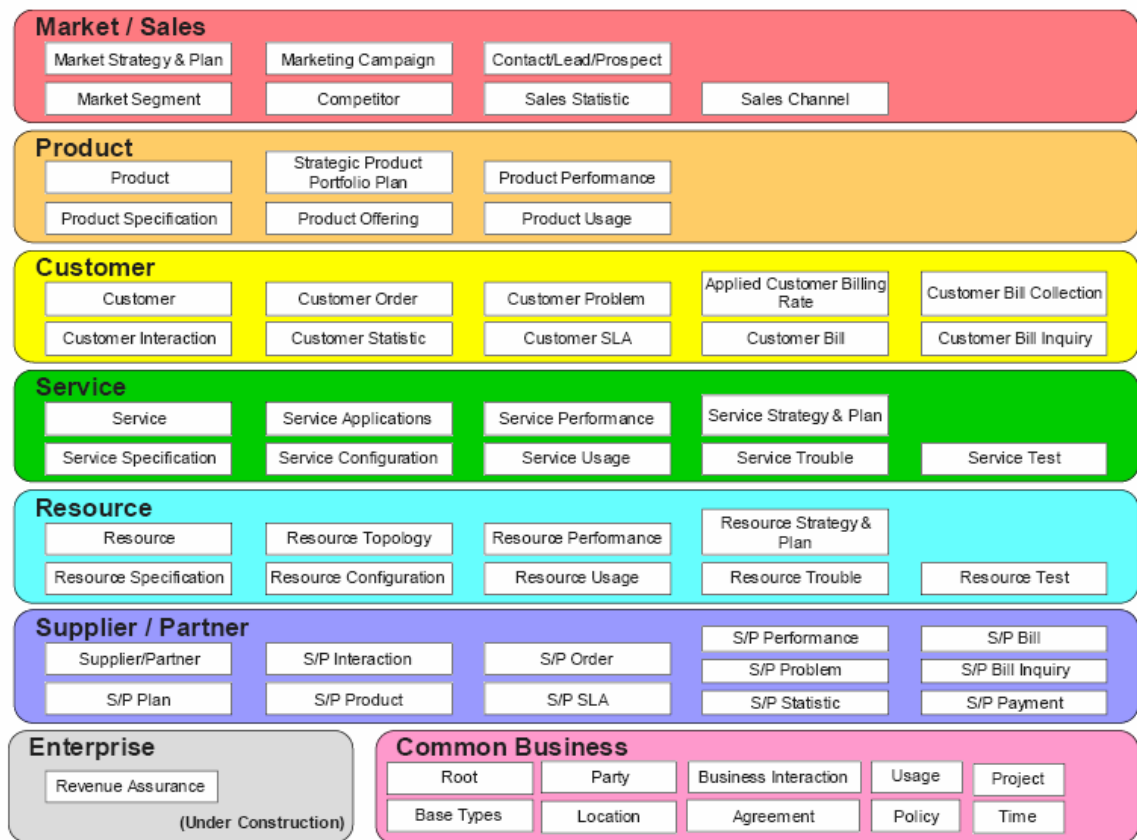 Market / Sales
Market Strategy & Plan
Marketing Campaign
Contact/Lead/Prospect
Market Segment
Competitor
Sales Statistic
Sales Channel
Product
Product
Strategic Product
Portfolio Plan
Product Performance
Product Specification
Product Offering
Product Usage
Customer
Customer
Customer Order
Customer Problem
Applied Customer Billing
Rate
Customer Bill Collection
Customer Interaction
Customer Statistic
Customer SLA
Customer Bill
Customer Bill Inquiry
Service
Service
Service Applications
Service Performance
Service Strategy & Plan
Service Specification
Service Configuration
Service Usage
Service Trouble
Service Test
Resource
Resource
Resource Topology
Resource Performance
Resource Strategy &
Plan
Resource Specification
Resource Configuration
Resource Usage
Resource Trouble
Resource Test
Supplier / Partner
Supplier/Partner
S/P Interaction
S/P Order
S/P Performance
S/P Bill
S/P Problem
S/P Bill Inquiry
S/P Plan
S/P Product
S/P SLA
S/P Statistic
S/P Payment
Enterprise
Revenue Assurance
(Under Construction)
Common Business
Root
Party
Business Interaction
Usage
Project
Base Types
Location
Agreement
Policy
Time